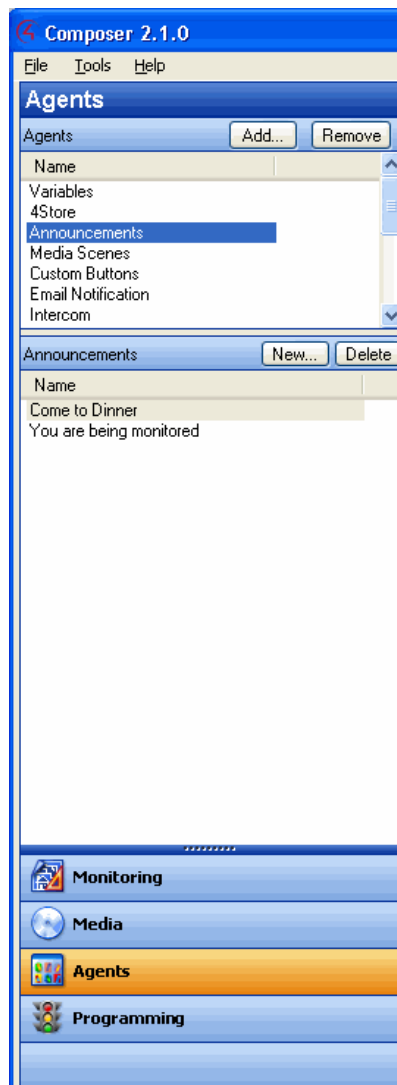 Composer 2.1.0
File Tools Help
Agents
Agents Add... Remove
Name
Variables
4Store
Announcements
Media Scenes
Custom Buttons
Email Notification
Intercom
Announcements New... Delete
Name
Come to Dinner
You are being monitored
Monitoring
Media
Agents
Programming